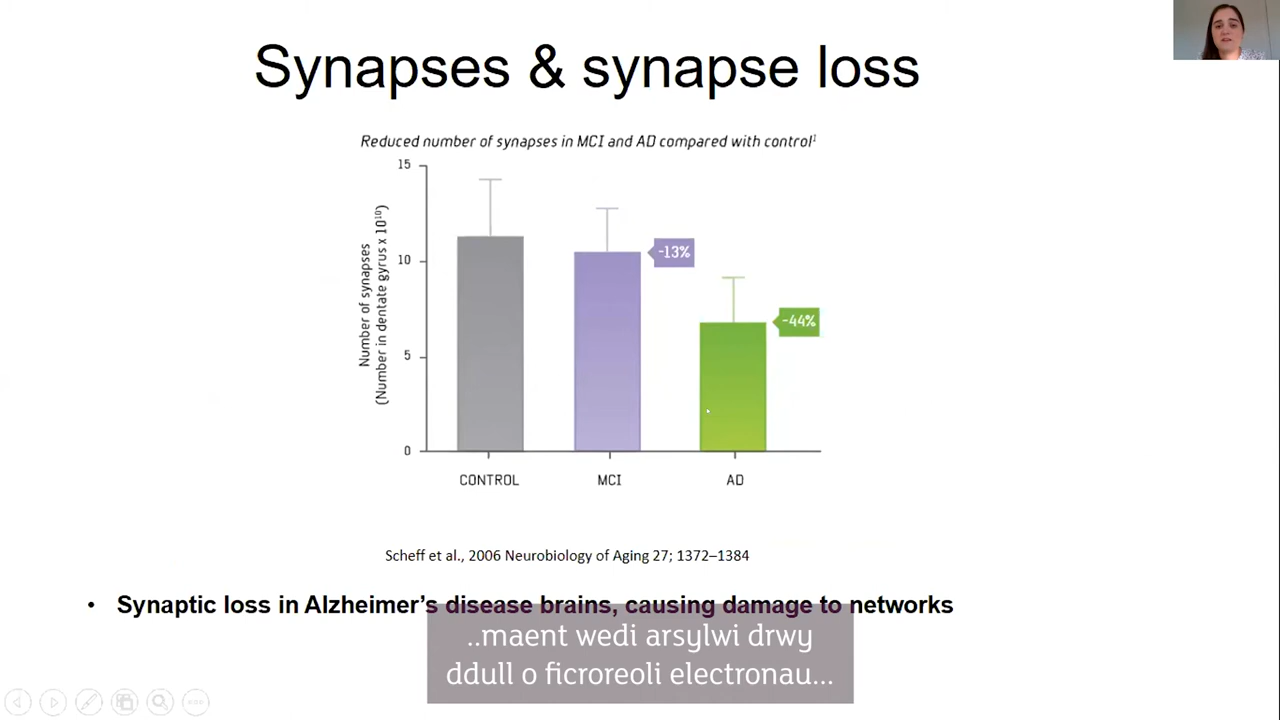 Synapses & synapse loss
Reduced number of synapses in MCI and AD compared with control¹
Number of synapses
(Number in dentate gyrus x 10¹⁰)
15
10
5
0
-13%
-44%
CONTROL
MCI
AD
Scheff et al., 2006 Neurobiology of Aging 27; 1372–1384
• Synaptic loss in Alzheimer’s disease brains, causing damage to networks
..maent wedi arsylwi drwy
ddull o ficroreoli electronau...